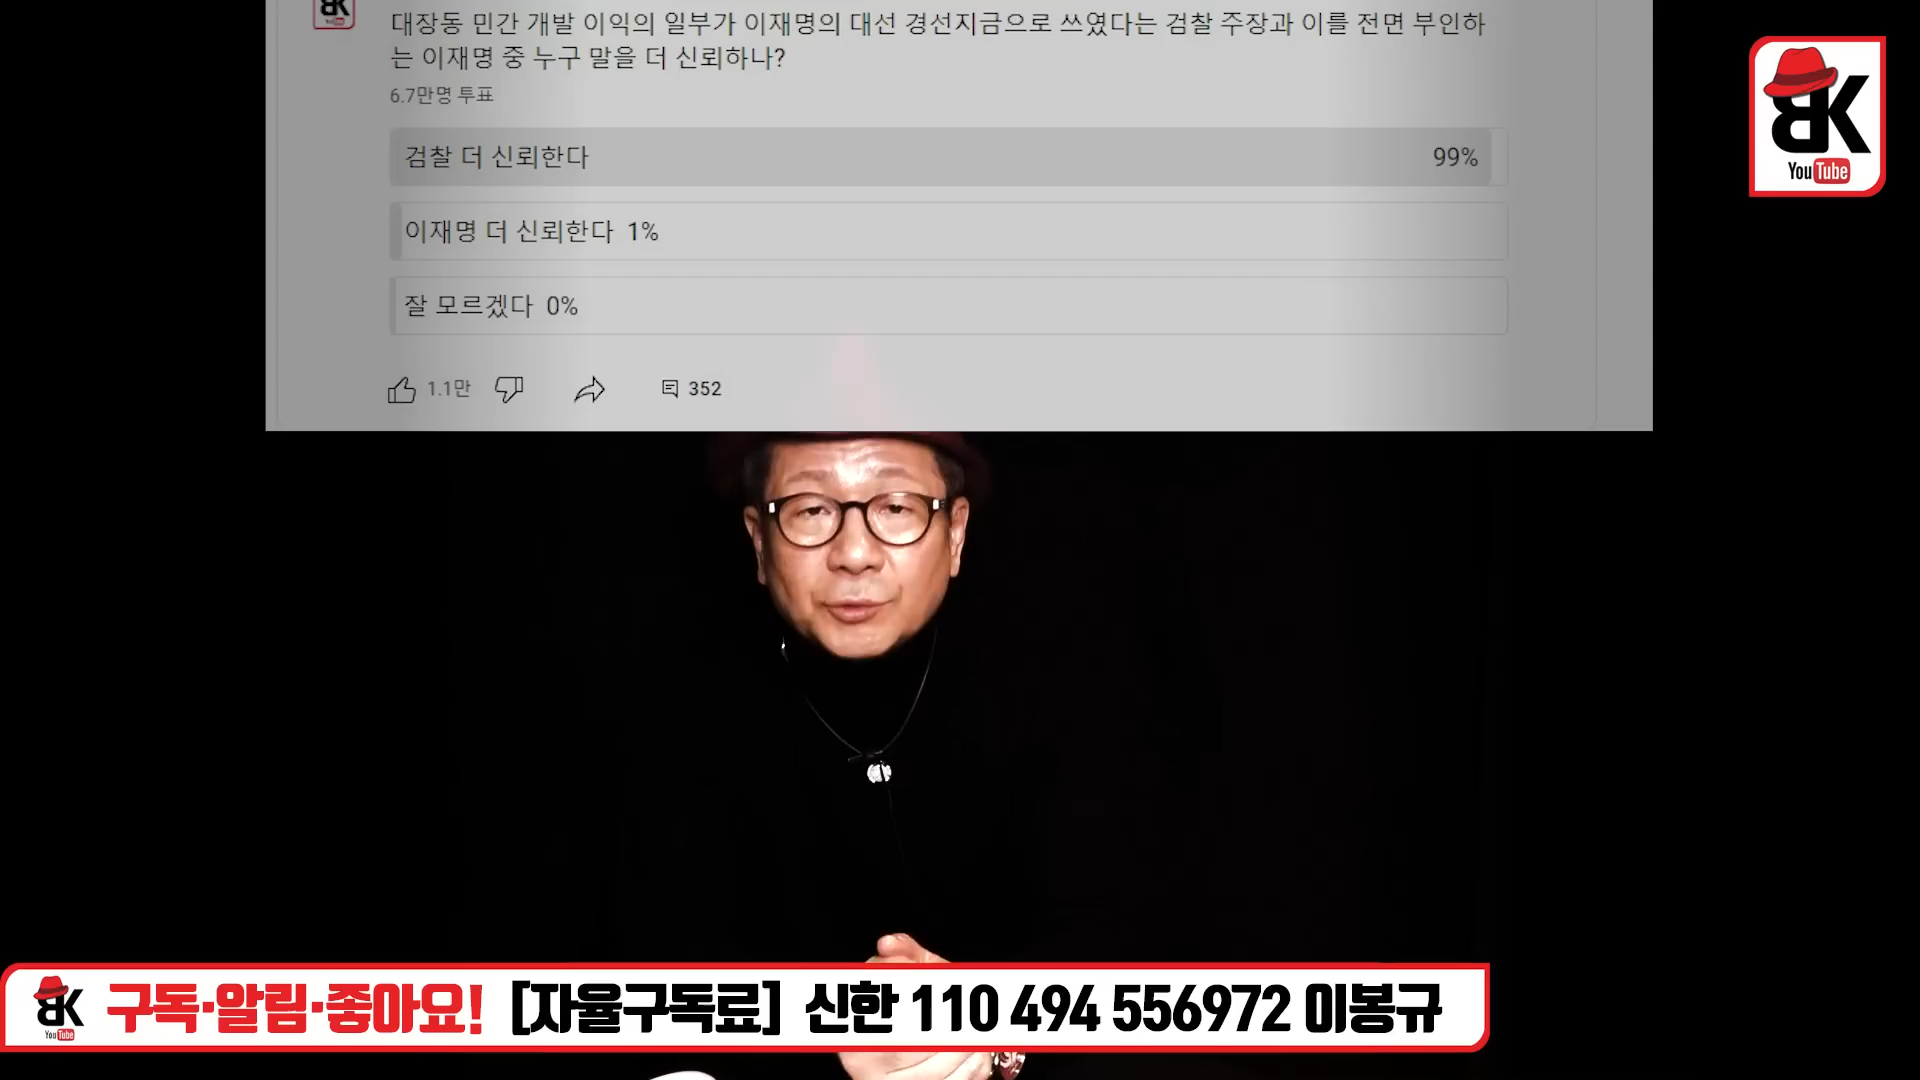 BK
대장동 민간 개발 이익의 일부가 이재명의 대선 경선지금으로 쓰였다는 검찰 주장과 이를 전면 부인하
는 이재명 중 누구 말을 더 신뢰하나?
6.7만명 투표
검찰 더 신뢰한다 99%
이재명 더 신뢰한다 1%
잘 모르겠다 0%
1.1만 352
BK
YouTube
BK
YouTube
구독·알림·좋아요! [자율구독료] 신한 110 494 556972 이봉규